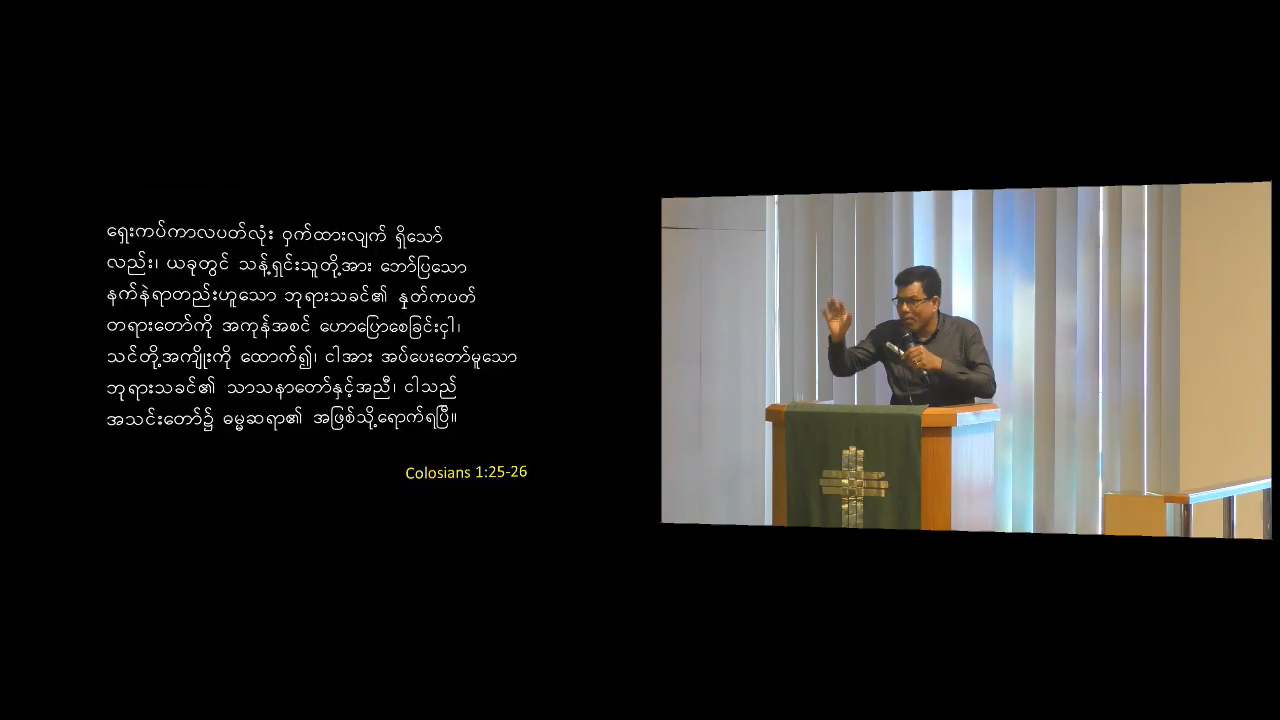 ရှေးကပ်ကာလပတ်လုံး ဝှက်ထားလျက် ရှိသော်
လည်း၊ ယခုတွင် သန့်ရှင်းသူတို့အား ဘော်ပြသော
နက်နဲရာတည်းဟူသော ဘုရားသခင်၏ နှုတ်ကပတ်
တရားတော်ကို အကုန်အစင် ဟောပြောစေခြင်းငှါ၊
သင်တို့အကျိုးကို ထောက်၍၊ ငါအား အပ်ပေးတော်မူသော
ဘုရားသခင်၏ သာသနာတော်နှင့်အညီ၊ ငါသည်
အသင်းတော်၌ ဓမ္မဆရာ၏ အဖြစ်သို့ရောက်ရပြီ။
Colosians 1:25-26